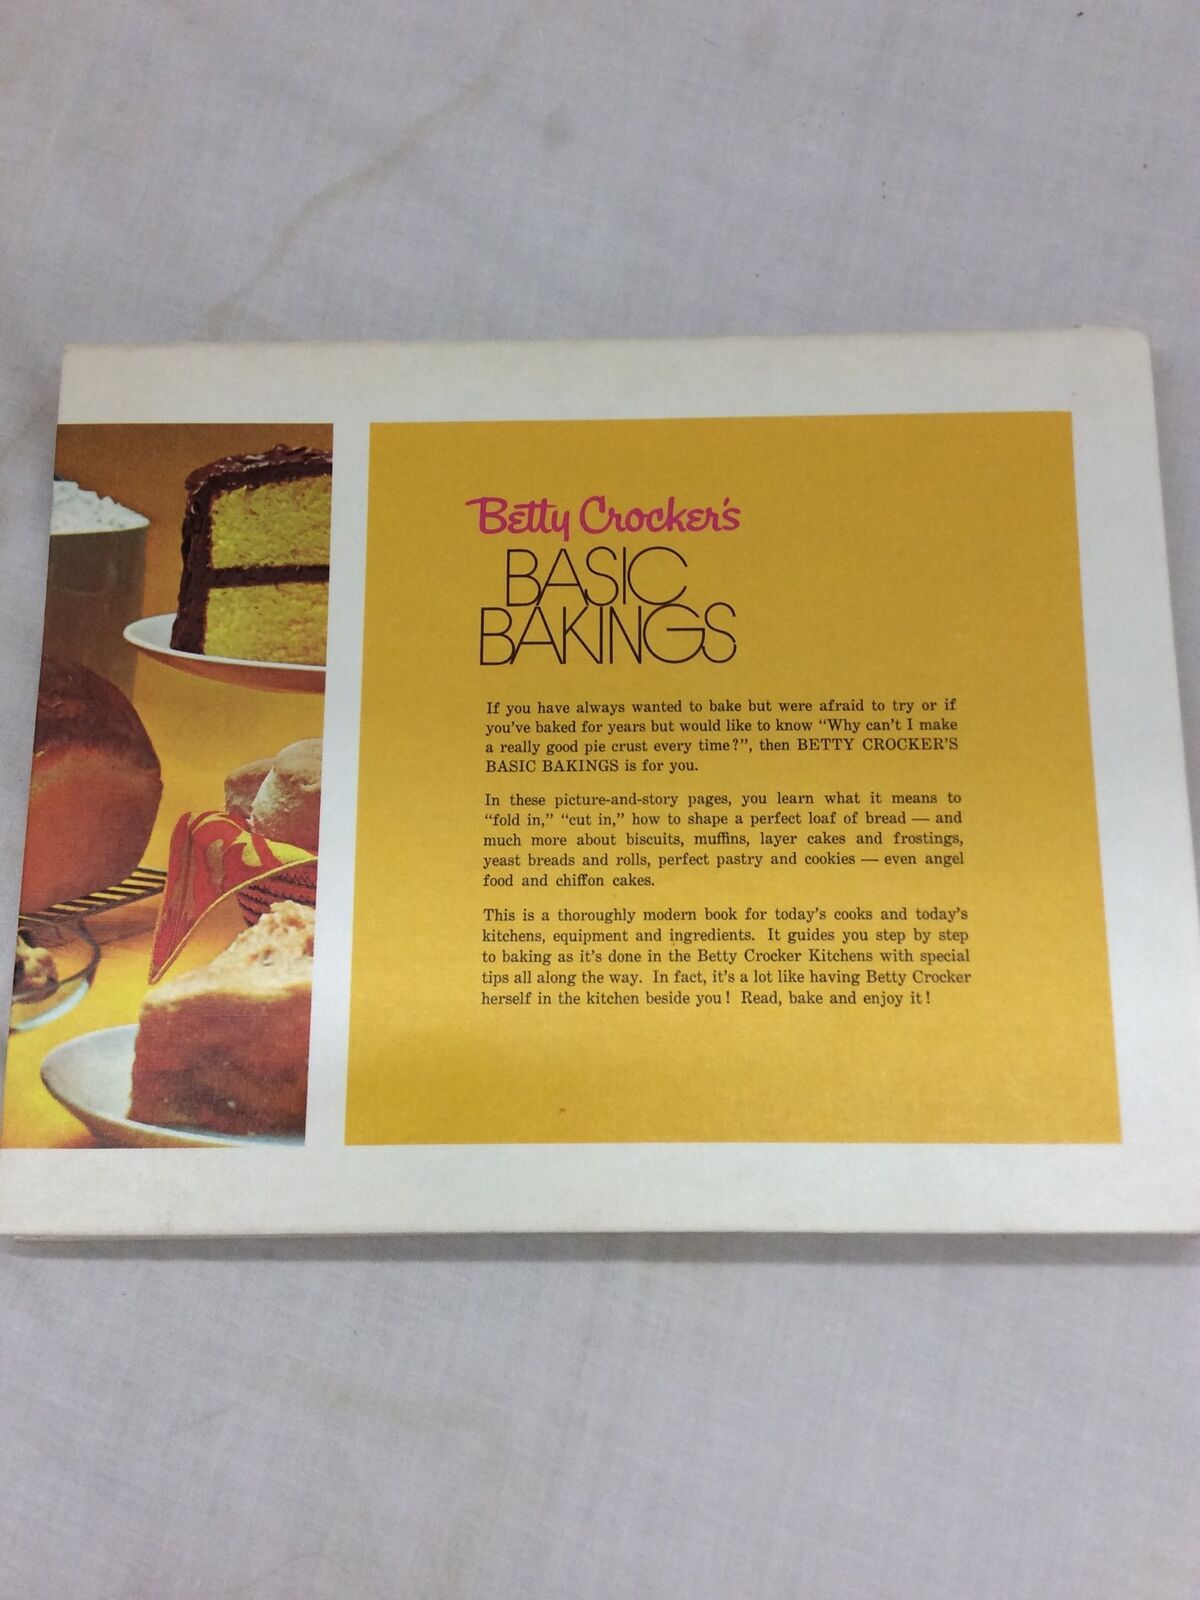 Betty Crocker's
BASIC
BAKINGS
If you have always wanted to bake but were afraid to try or if
you've baked for years but would like to know “Why can't I make
a really good pie crust every time?”, then BETTY CROCKER'S
BASIC BAKINGS is for you.
In these picture-and-story pages, you learn what it means to
“fold in,” “cut in,” how to shape a perfect loaf of bread — and
much more about biscuits, muffins, layer cakes and frostings,
yeast breads and rolls, perfect pastry and cookies — even angel
food and chiffon cakes.
This is a thoroughly modern book for today's cooks and today's
kitchens, equipment and ingredients. It guides you step by step
to baking as it's done in the Betty Crocker Kitchens with special
tips all along the way. In fact, it's a lot like having Betty Crocker
herself in the kitchen beside you! Read, bake and enjoy it!